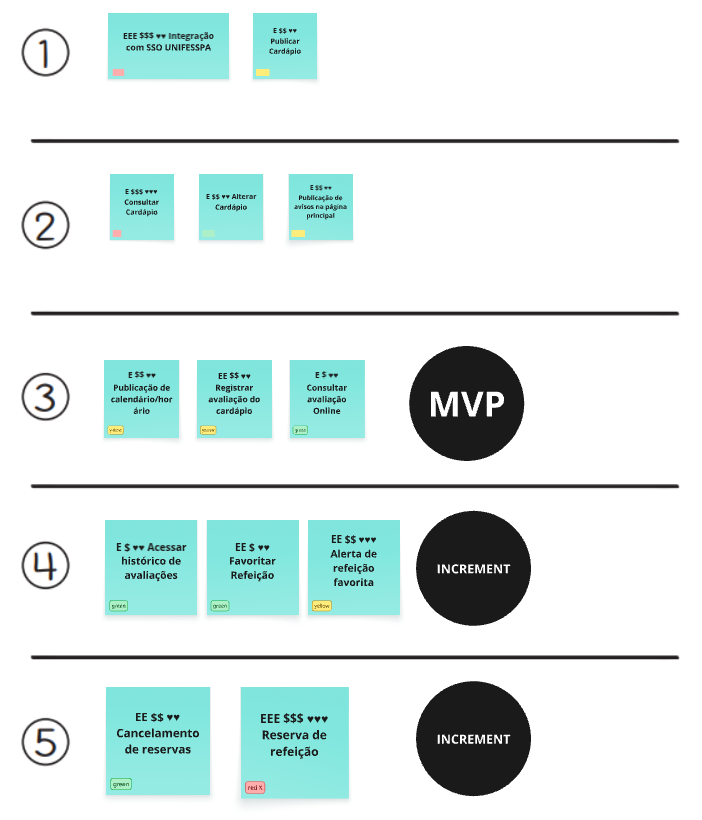 1
EEE $$$ ♥♥ Integração
com SSO UNIFESSPA
E $$ ♥♥
Publicar
Cardápio
2
E $$$ ♥♥♥
Consultar
Cardápio
E $$ ♥♥ Alterar
Cardápio
E $$ ♥♥
Publicação de
avisos na página
principal
3
E $$ ♥♥
Publicação de
calendário/hor
ário
yellow
EE $$ ♥♥
Registrar
avaliação do
cardápio
yellow
E $ ♥♥
Consultar
avaliação
Online
green
MVP
4
E $ ♥♥ Acessar
histórico de
avaliações
green
EE $ ♥♥
Favoritar
Refeição
green
EE $$ ♥♥♥
Alerta de
refeição
favorita
yellow
INCREMENT
5
EE $$ ♥♥
Cancelamento
de reservas
green
EEE $$$ ♥♥♥
Reserva de
refeição
red X
INCREMENT